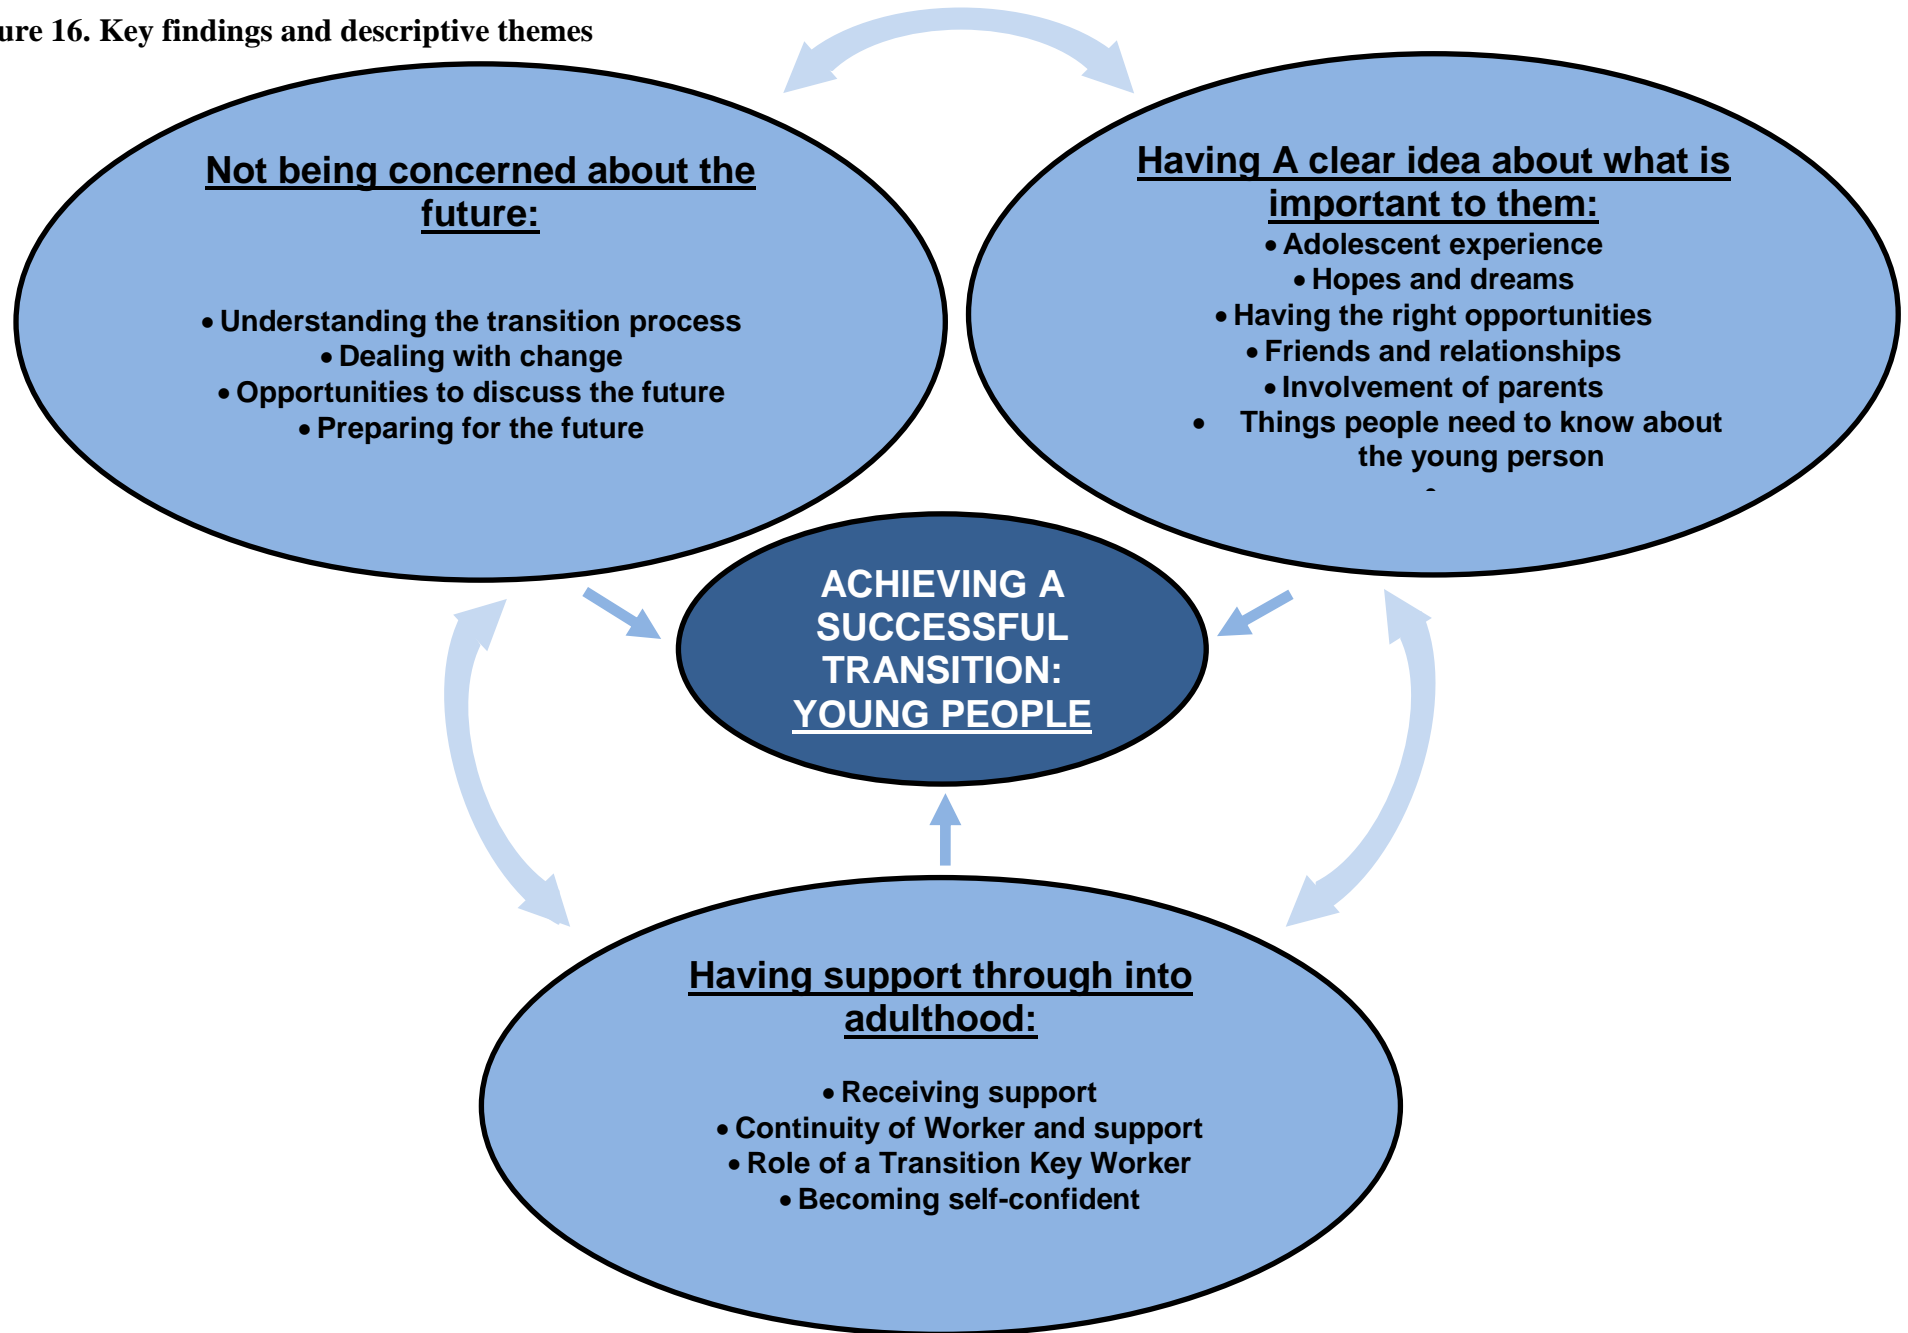 ure 16. Key findings and descriptive themes
Not being concerned about the
future:
• Understanding the transition process
• Dealing with change
• Opportunities to discuss the future
• Preparing for the future
Having A clear idea about what is
important to them:
• Adolescent experience
• Hopes and dreams
• Having the right opportunities
• Friends and relationships
• Involvement of parents
• Things people need to know about
the young person
•
ACHIEVING A
SUCCESSFUL
TRANSITION:
YOUNG PEOPLE
Having support through into
adulthood:
• Receiving support
• Continuity of Worker and support
• Role of a Transition Key Worker
• Becoming self-confident